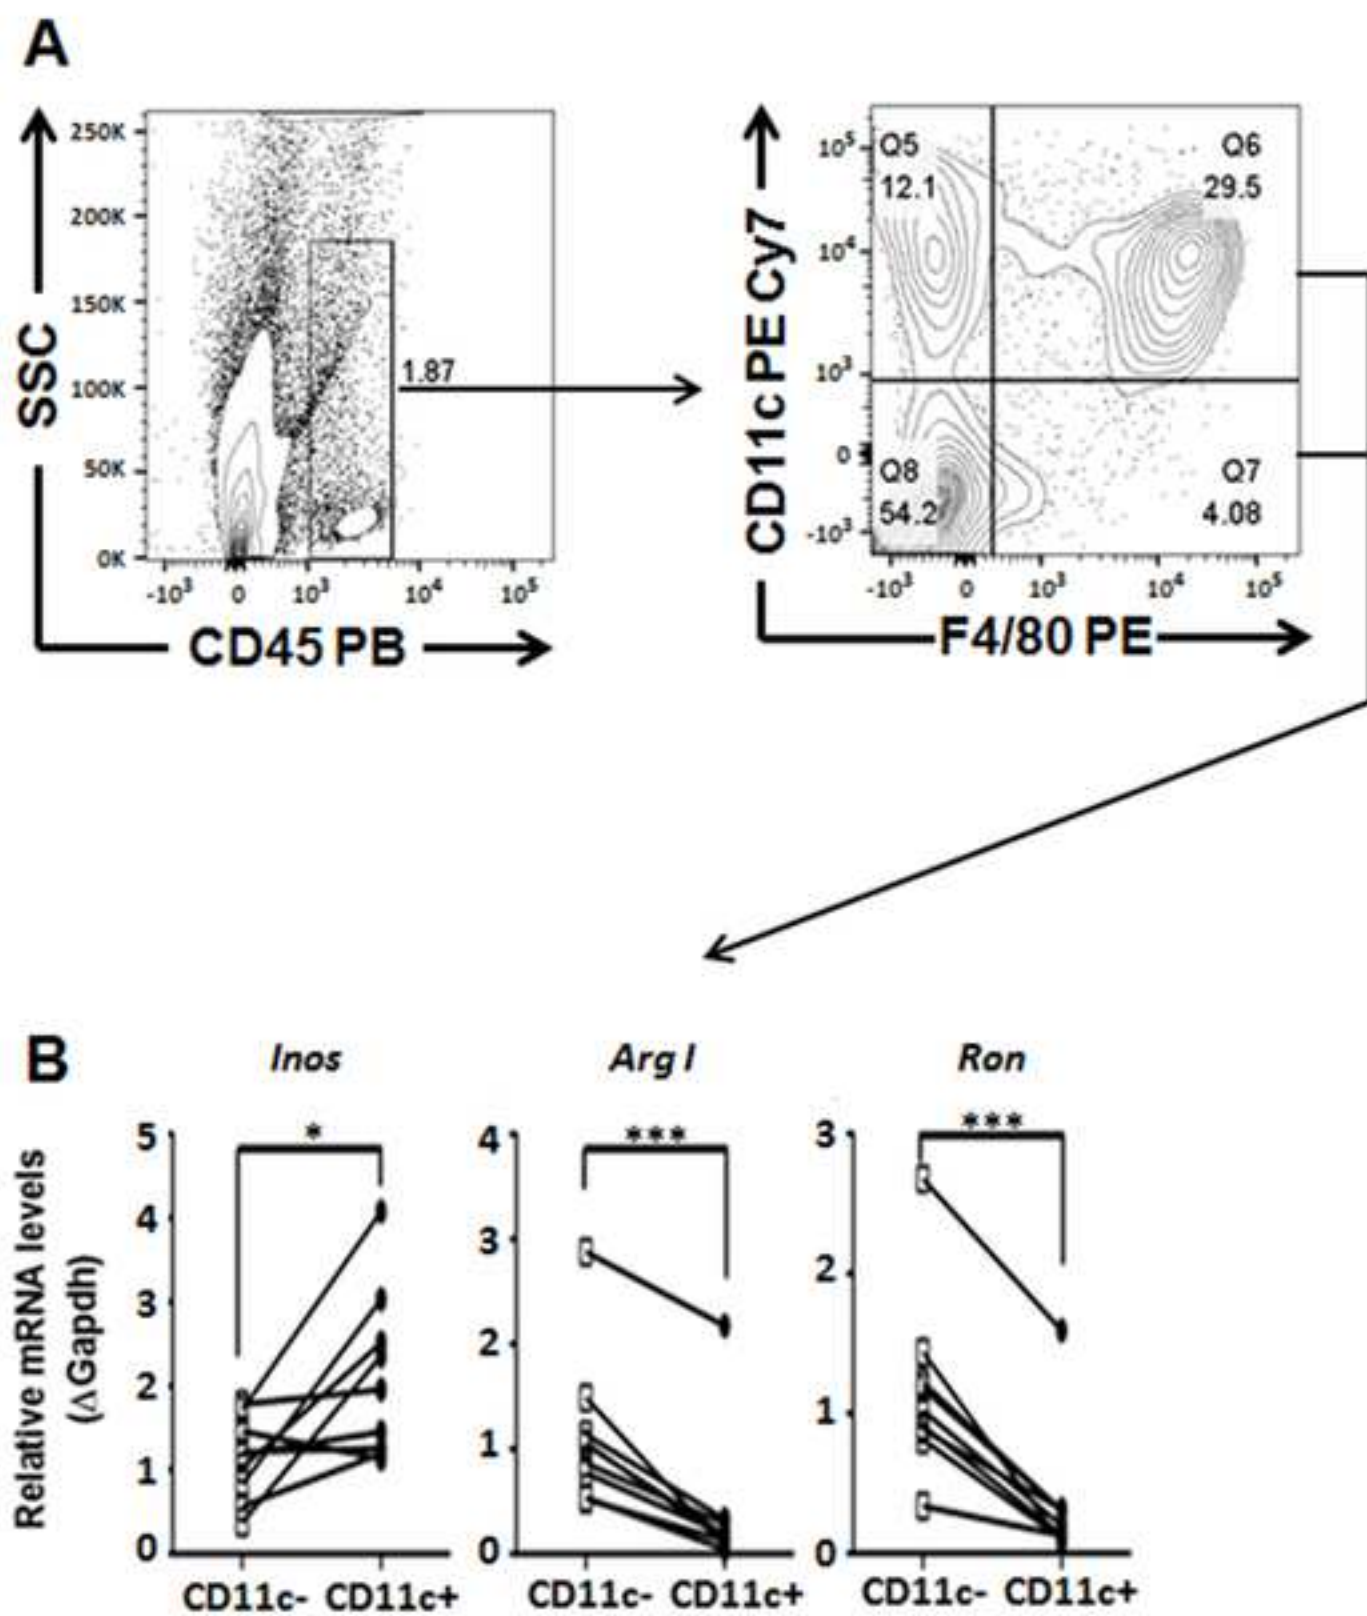 A
SSC
250K
200K
150K
100K
50K
0K
1.87
-10³ 0 10³ 10⁴ 10⁵
CD45 PB
CD11c PE Cy7
10⁵
10⁴
10³
0
-10³
Q5
12.1
Q6
29.5
Q8
54.2
Q7
4.08
-10³ 0 10³ 10⁴ 10⁵
F4/80 PE
B
Relative mRNA levels
(ΔGapdh)
Inos
*
5
4
3
2
1
0
CD11c- CD11c+
Arg I
***
4
3
2
1
0
CD11c- CD11c+
Ron
***
3
2
1
0
CD11c- CD11c+